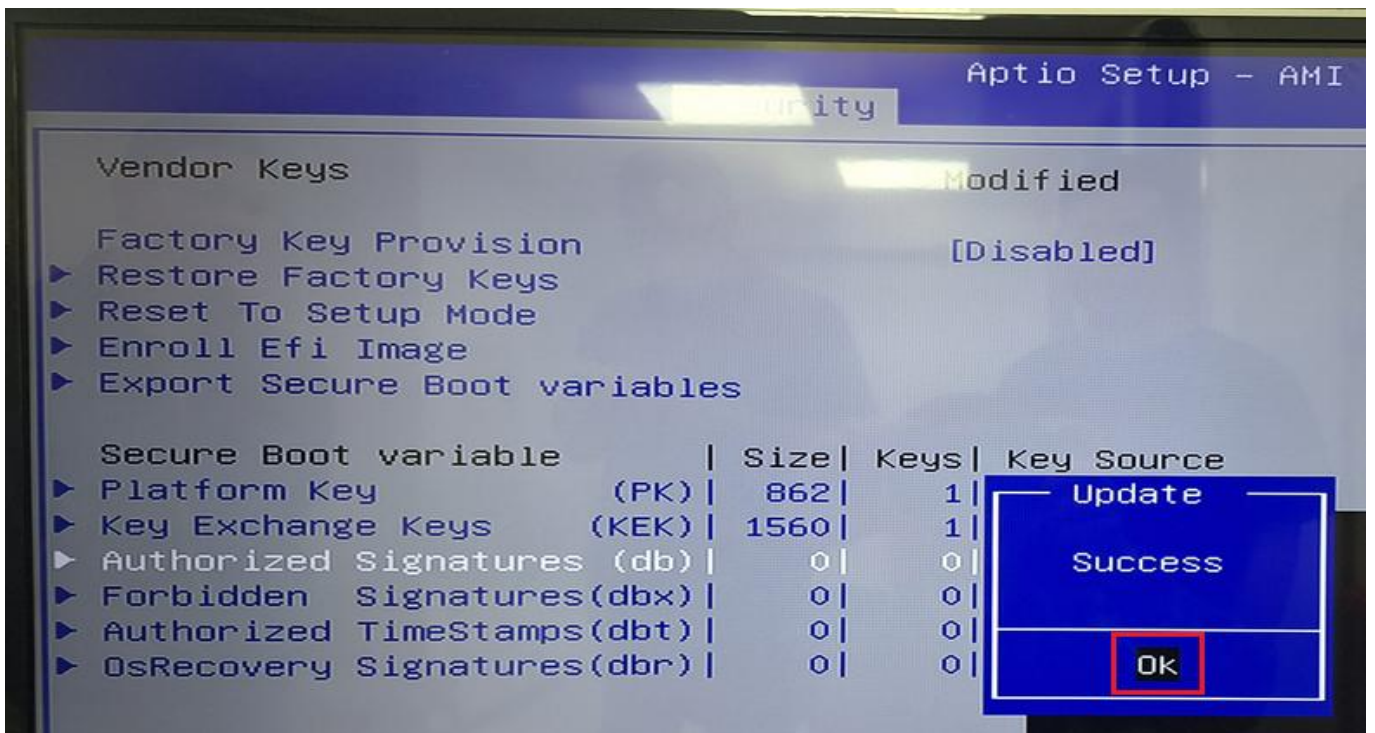 Aptio Setup - AMI
urity
Vendor Keys Modified
Factory Key Provision [Disabled]
► Restore Factory Keys
► Reset To Setup Mode
► Enroll Efi Image
► Export Secure Boot variables
Secure Boot variable | Size| Keys| Key Source
► Platform Key (PK)| 862| 1|
► Key Exchange Keys (KEK)| 1560| 1|
► Authorized Signatures (db)| 0| 0|
► Forbidden Signatures(dbx)| 0| 0|
► Authorized TimeStamps(dbt)| 0| 0|
► OsRecovery Signatures(dbr)| 0| 0|
Update
Success
Ok